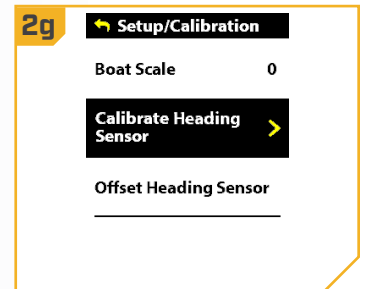 2g
Setup/Calibration
Boat Scale 0
Calibrate Heading
Sensor
Offset Heading Sensor